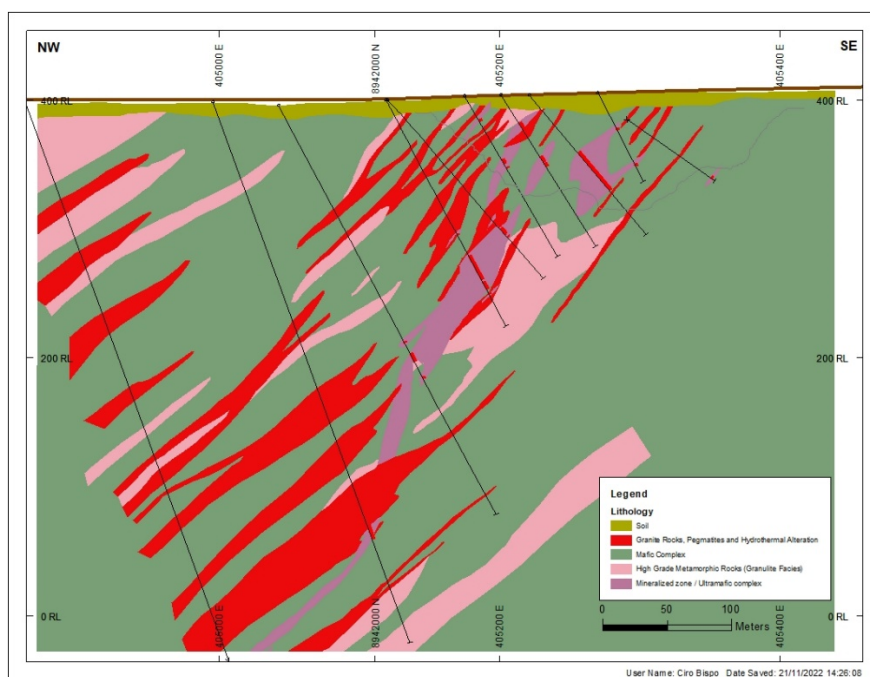 NW
SE
405000 E
8942000 N
405200 E
405400 E
400 RL
400 RL
200 RL
200 RL
Legend
Lithology
Soil
Granite Rocks, Pegmatites and Hydrothermal Alteration
Mafic Complex
High Grade Metamorphic Rocks (Granulite Facies)
Mineralized zone / Ultramafic complex
0 RL
0 RL
405000 E
8942000 N
405200 E
405400 E
0 50 100
Meters
User Name: Ciro Bispo Date Saved: 21/11/2022 14:26:08